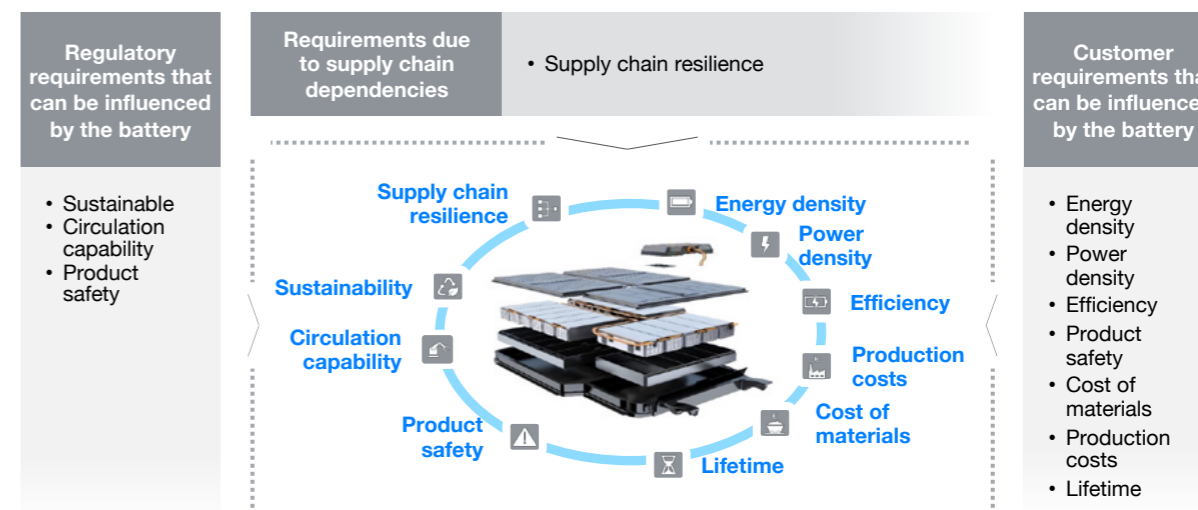 Regulatory
requirements that
can be influenced
by the battery
• Sustainable
• Circulation
capability
• Product
safety
Requirements due
to supply chain
dependencies
• Supply chain resilience
Supply chain
resilience
Energy density
Power
density
Sustainability
Efficiency
Circulation
capability
Production
costs
Product
safety
Cost of
materials
Lifetime
Customer
requirements tha
can be influence
by the battery
• Energy
density
• Power
density
• Efficiency
• Product
safety
• Cost of
materials
• Production
costs
• Lifetime